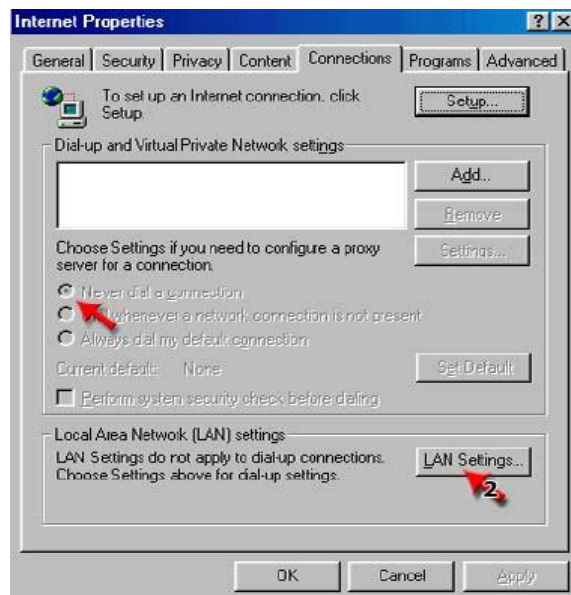 Internet Properties
General Security Privacy Content Connections Programs Advanced
To set up an Internet connection, click
Setup.
Setup...
Dial-up and Virtual Private Network settings
Add...
Remove
Choose Settings if you need to configure a proxy
server for a connection.
Settings...
Never dial a connection
whenever a network connection is not present
Always dial my default connection
Current default: None
Set Default
Perform system security check before dialing
Local Area Network (LAN) settings
LAN Settings do not apply to dial-up connections.
Choose Settings above for dial-up settings.
LAN Settings...
2
OK Cancel Apply